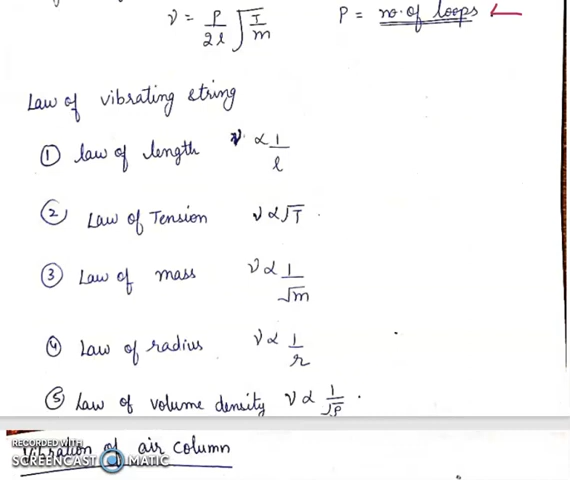 ν = P/2l √T/m    P = no. of loops ←
Law of vibrating string
① Law of length ν ∝ 1/l
② Law of Tension ν ∝ √T .
③ Law of mass ν ∝ 1/√m
④ Law of radius ν ∝ 1/r
⑤ Law of volume density ν ∝ 1/√ρ .
Vibration of air column
RECORDED WITH
SCREENCAST MATIC